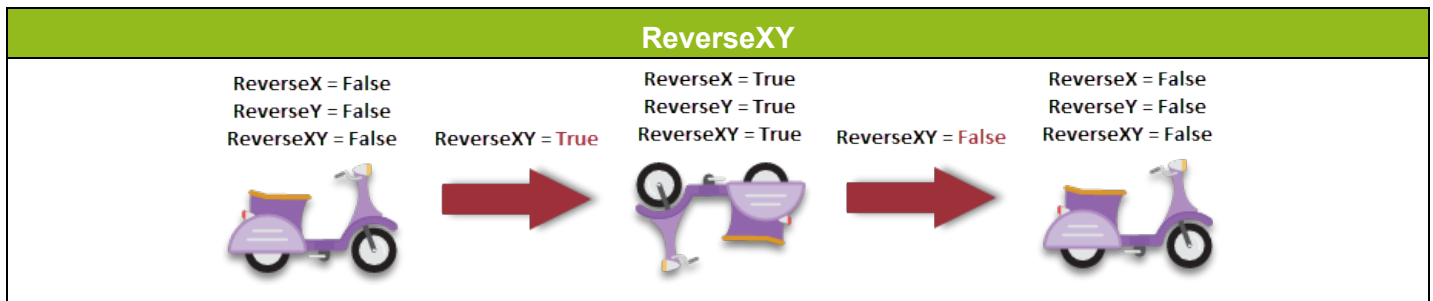 ReverseXY
ReverseX = False
ReverseY = False
ReverseXY = False
ReverseXY = True
ReverseX = True
ReverseY = True
ReverseXY = True
ReverseXY = False
ReverseX = False
ReverseY = False
ReverseXY = False